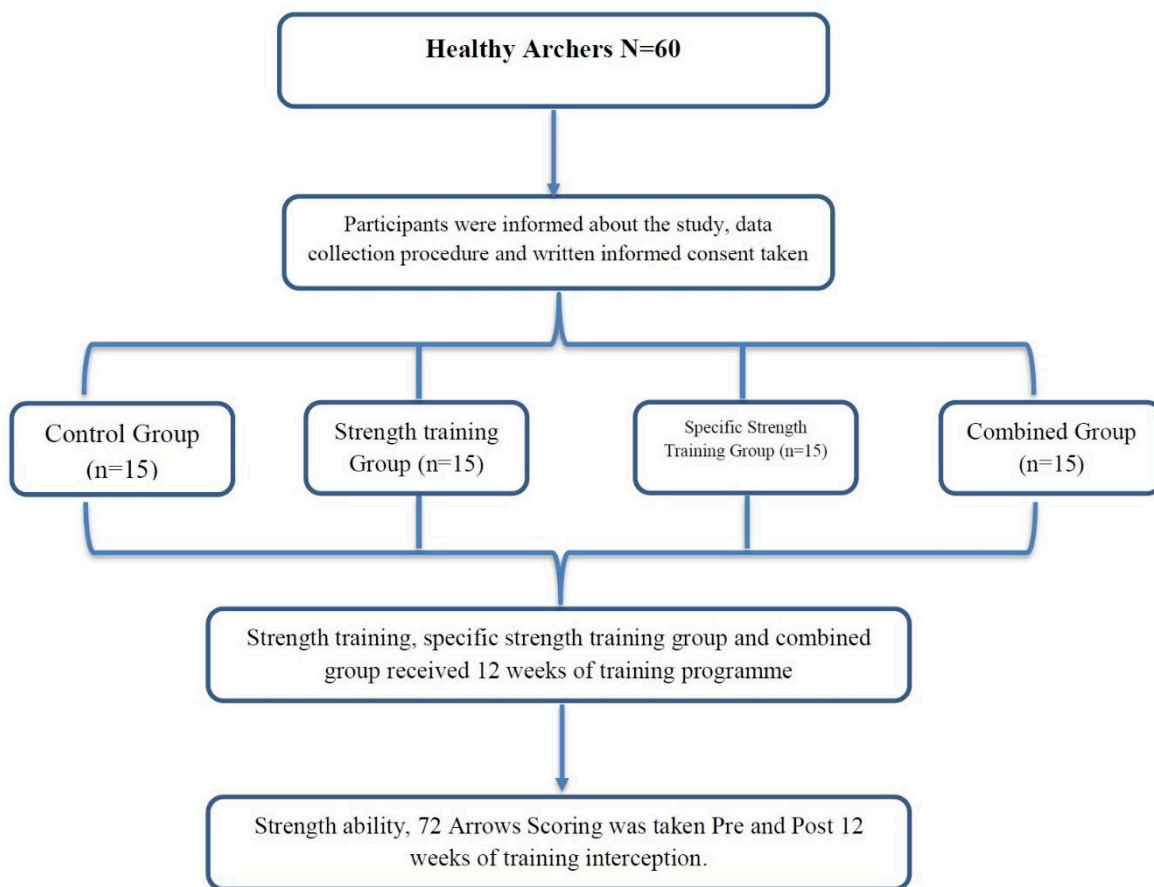 Healthy Archers N=60
Participants were informed about the study, data
collection procedure and written informed consent taken
Control Group
(n=15)
Strength training
Group (n=15)
Specific Strength
Training Group (n=15)
Combined Group
(n=15)
Strength training, specific strength training group and combined
group received 12 weeks of training programme
Strength ability, 72 Arrows Scoring was taken Pre and Post 12
weeks of training interception.